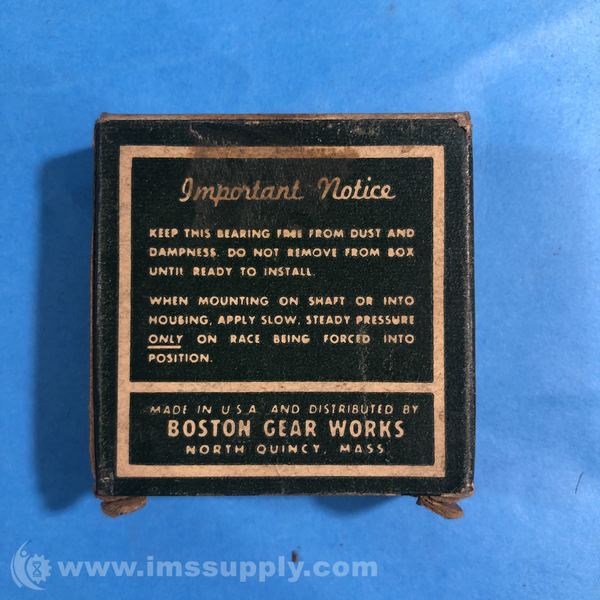 Important Notice
KEEP THIS BEARING FREE FROM DUST AND
DAMPNESS. DO NOT REMOVE FROM BOX
UNTIL READY TO INSTALL.
WHEN MOUNTING ON SHAFT OR INTO
HOUSING, APPLY SLOW, STEADY PRESSURE
ONLY ON RACE BEING FORCED INTO
POSITION.
MADE IN U.S.A. AND DISTRIBUTED BY
BOSTON GEAR WORKS
NORTH QUINCY, MASS.
www.imssupply.com